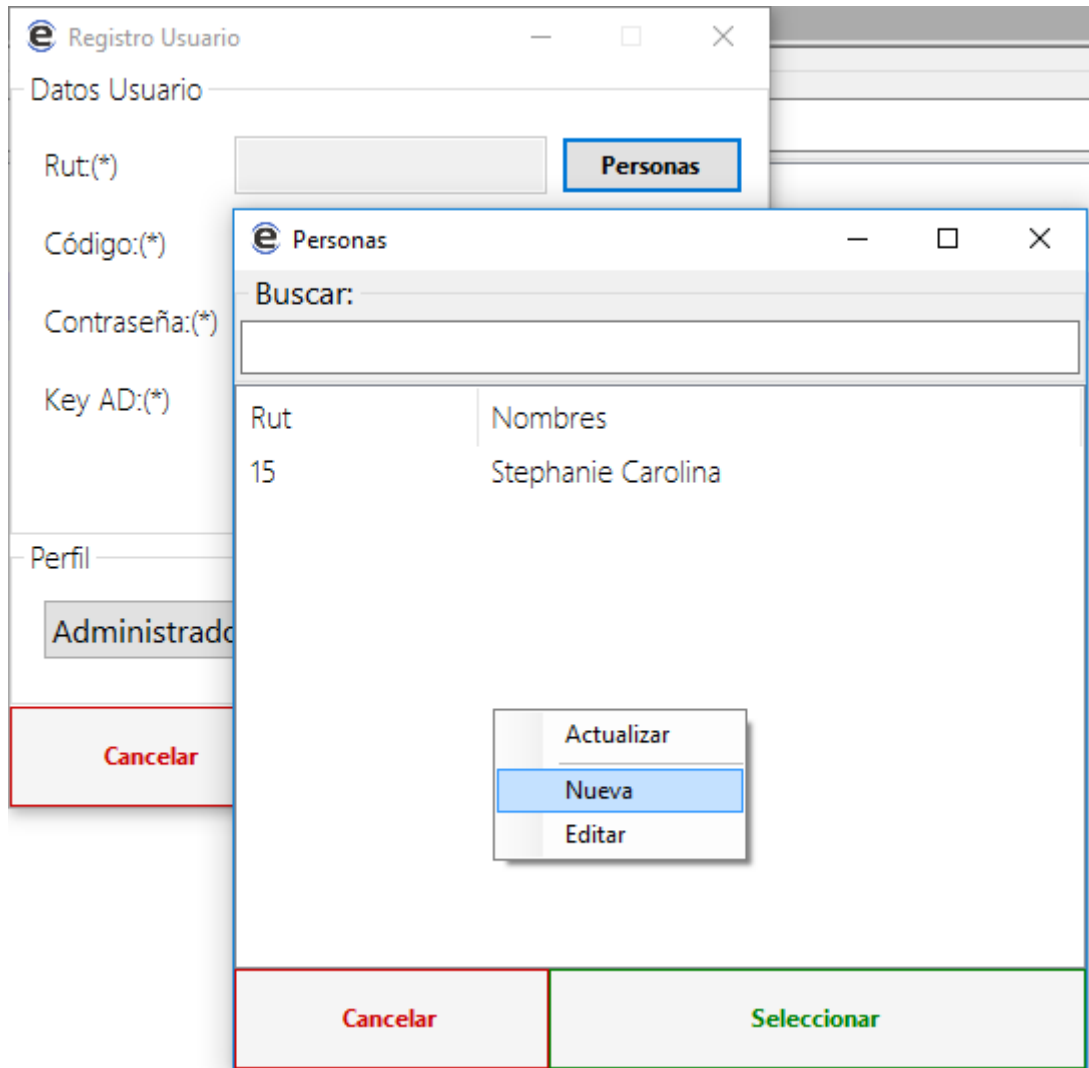 Registro Usuario
Datos Usuario
Rut:(*)
Personas
Código:(*)
Contraseña:(*)
Key AD:(*)
Perfil
Administrado
Cancelar
Personas
Buscar:
Rut Nombres
15 Stephanie Carolina
Actualizar
Nueva
Editar
Cancelar Seleccionar